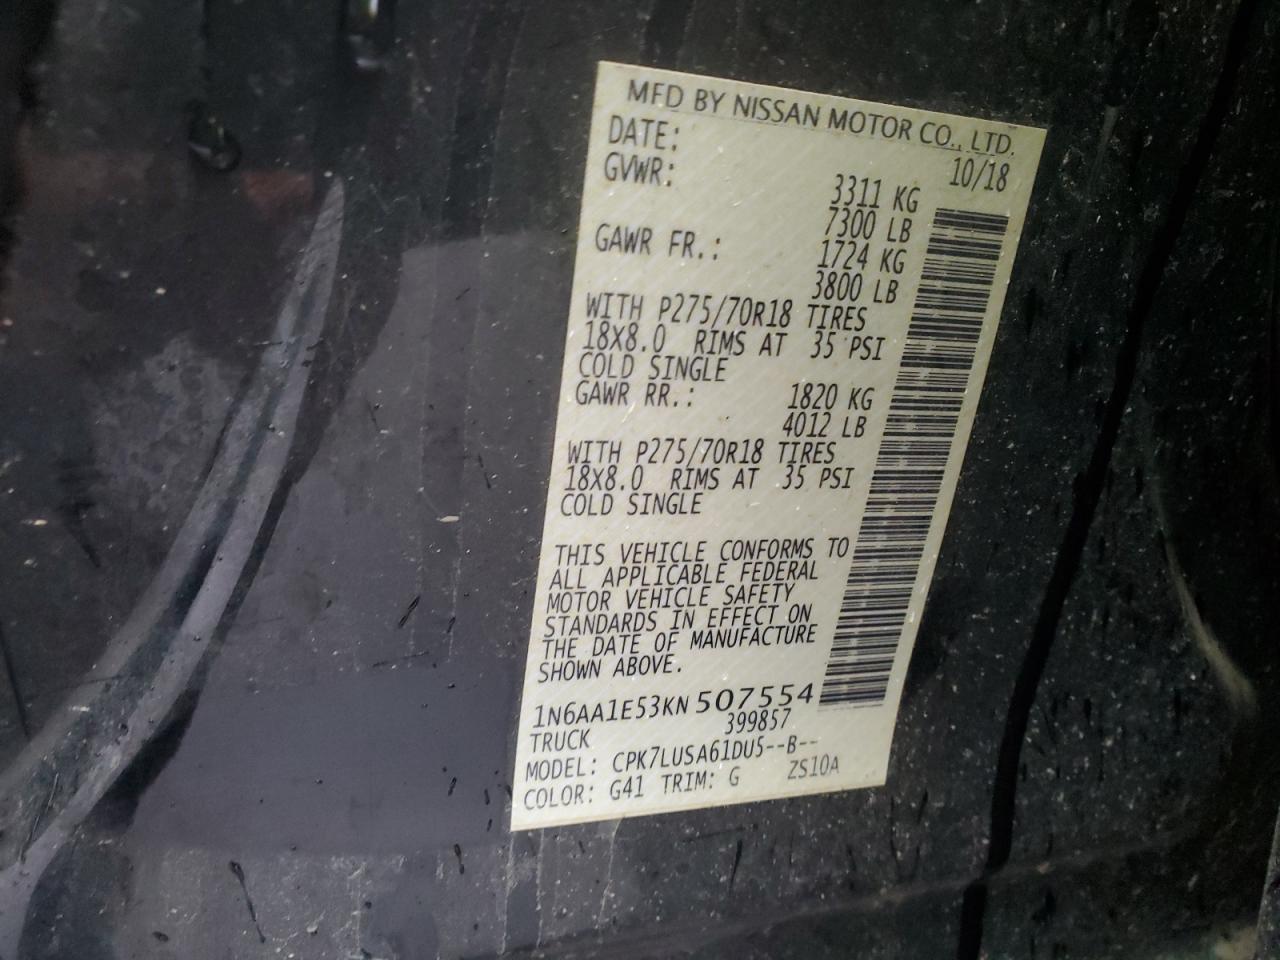 MFD BY NISSAN MOTOR CO., LTD.
DATE: 10/18
GVWR: 3311 KG
7300 LB
GAWR FR.: 1724 KG
3800 LB
WITH P275/70R18 TIRES
18X8.0 RIMS AT 35 PSI
COLD SINGLE
GAWR RR.: 1820 KG
4012 LB
WITH P275/70R18 TIRES
18X8.0 RIMS AT 35 PSI
COLD SINGLE
THIS VEHICLE CONFORMS TO
ALL APPLICABLE FEDERAL
MOTOR VEHICLE SAFETY
STANDARDS IN EFFECT ON
THE DATE OF MANUFACTURE
SHOWN ABOVE.
1N6AA1E53KN507554
TRUCK 399857
MODEL: CPK7LUSA61DU5--B--
COLOR: G41 TRIM: G ZS10A